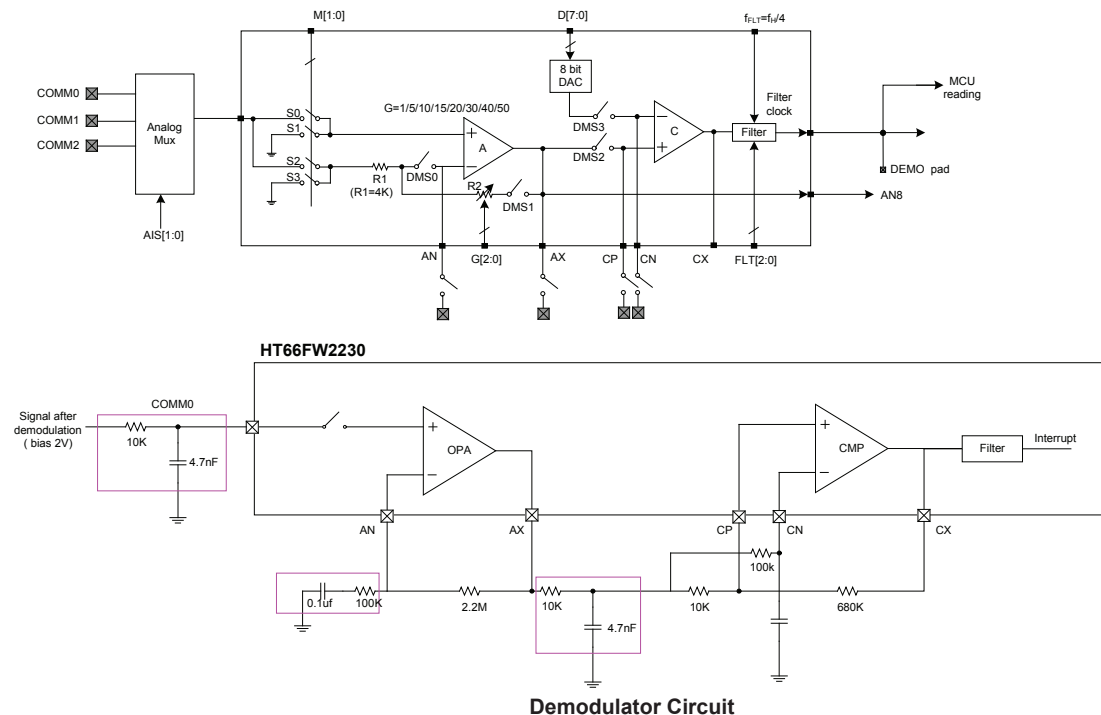 M[1:0]
D[7:0]
fFLT=fH/4
8 bit
DAC
MCU
reading
COMM0
COMM1
COMM2
Analog
Mux
G=1/5/10/15/20/30/40/50
Filter
clock
S0
S1
S2
S3
DMS3
DMS2
A
C
Filter
DEMO pad
R1
(R1=4K)
DMS0
R2
DMS1
AN8
AIS[1:0]
AN
G[2:0]
AX
CP
CN
CX
FLT[2:0]
HT66FW2230
Signal after
demodulation
( bias 2V)
COMM0
10K
4.7nF
+
−
OPA
+
−
CMP
Filter
Interrupt
AN
AX
CP
CN
CX
100k
0.1uf
100K
2.2M
10K
4.7nF
10K
680K
Demodulator Circuit